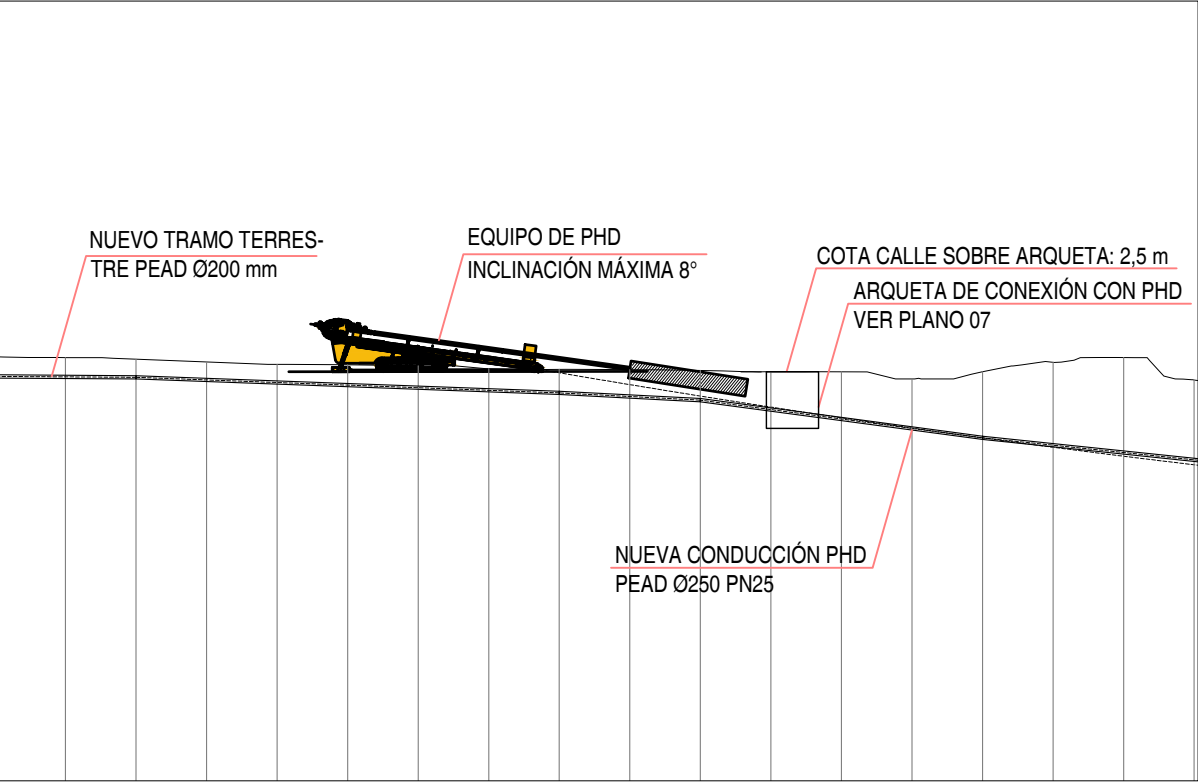 NUEVO TRAMO TERRES-
TRE PEAD Ø200 mm
EQUIPO DE PHD
INCLINACIÓN MÁXIMA 8°
COTA CALLE SOBRE ARQUETA: 2,5 m
ARQUETA DE CONEXIÓN CON PHD
VER PLANO 07
NUEVA CONDUCCIÓN PHD
PEAD Ø250 PN25